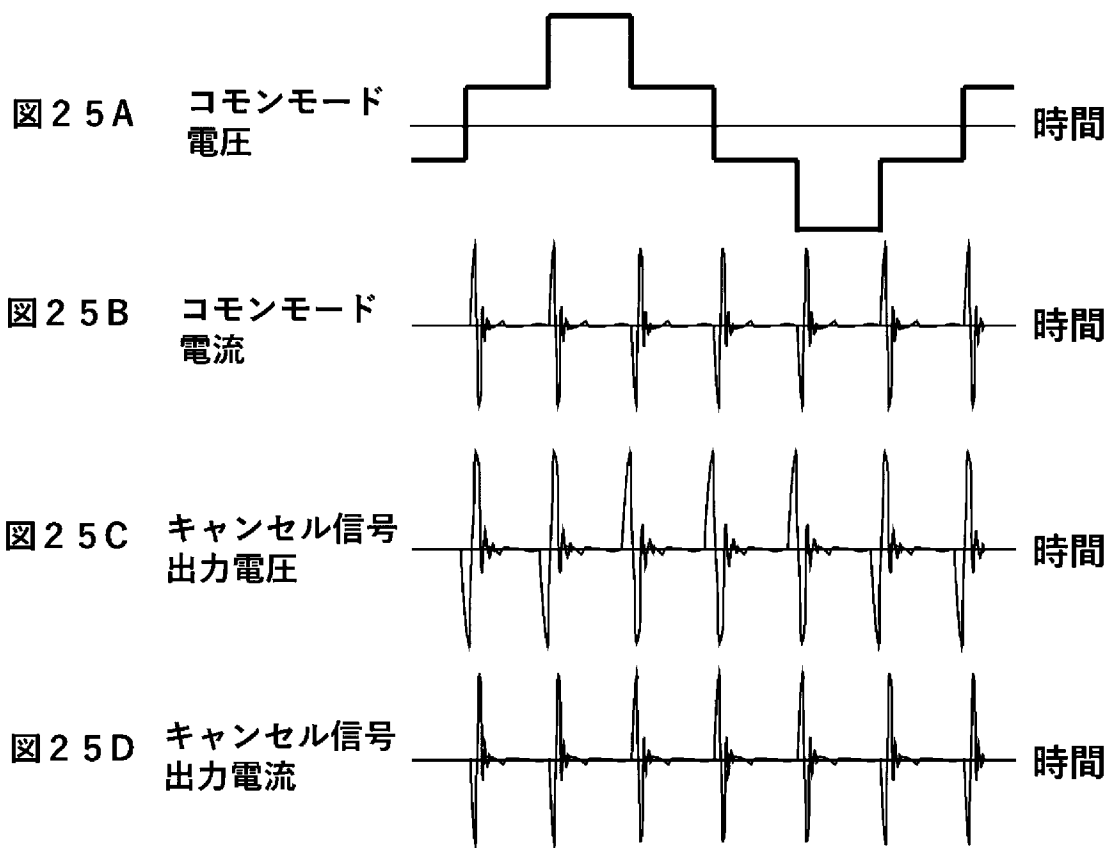 図２５A
コモンモード
電圧
時間
図２５B
コモンモード
電流
時間
図２５C
キャンセル信号
出力電圧
時間
図２５D
キャンセル信号
出力電流
時間